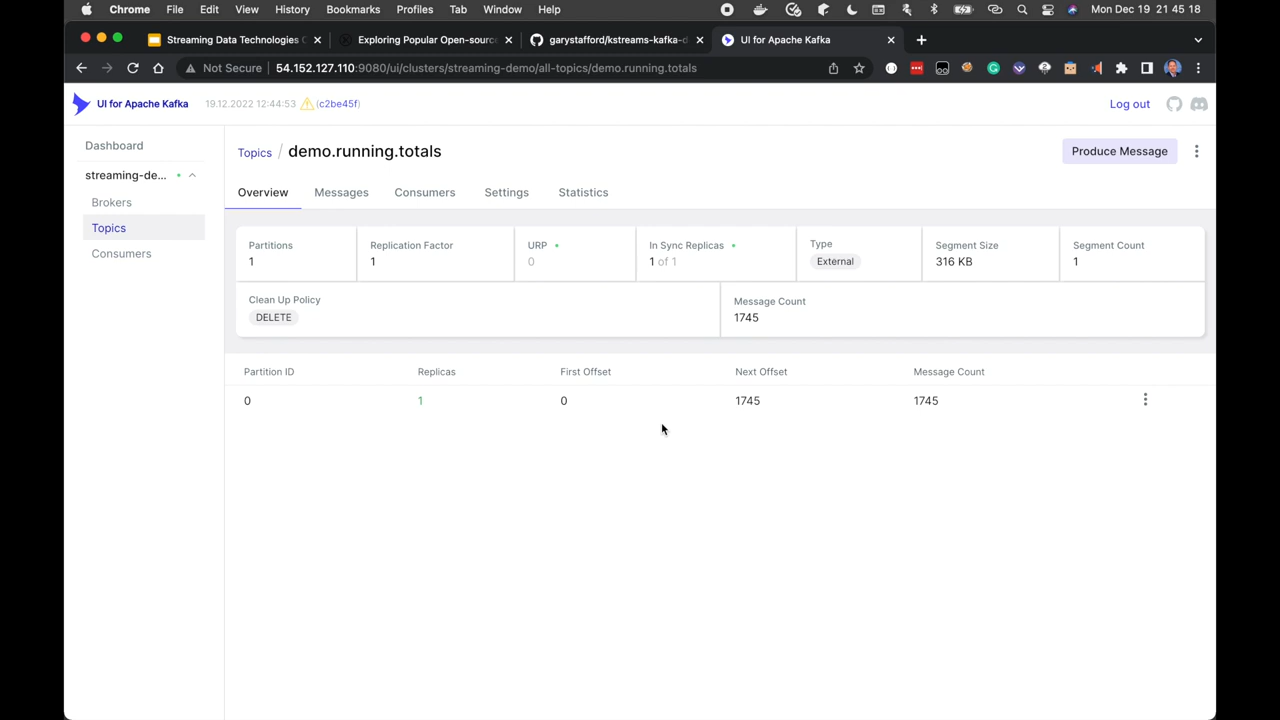 Chrome File Edit View History Bookmarks Profiles Tab Window Help Mon Dec 19 21 45 18
Streaming Data Technologies Exploring Popular Open-source garystafford/kstreams-kafka-d UI for Apache Kafka
Not Secure 54.152.127.110:9080/ui/clusters/streaming-demo/all-topics/demo.running.totals
UI for Apache Kafka 19.12.2022 12:44:53 (c2be45f) Log out
Dashboard
streaming-de...
Brokers
Topics
Consumers
Topics / demo.running.totals Produce Message
Overview Messages Consumers Settings Statistics
Partitions Replication Factor URP In Sync Replicas Type Segment Size Segment Count
1 1 0 1 of 1 External 316 KB 1
Clean Up Policy Message Count
DELETE 1745
Partition ID Replicas First Offset Next Offset Message Count
0 1 0 1745 1745